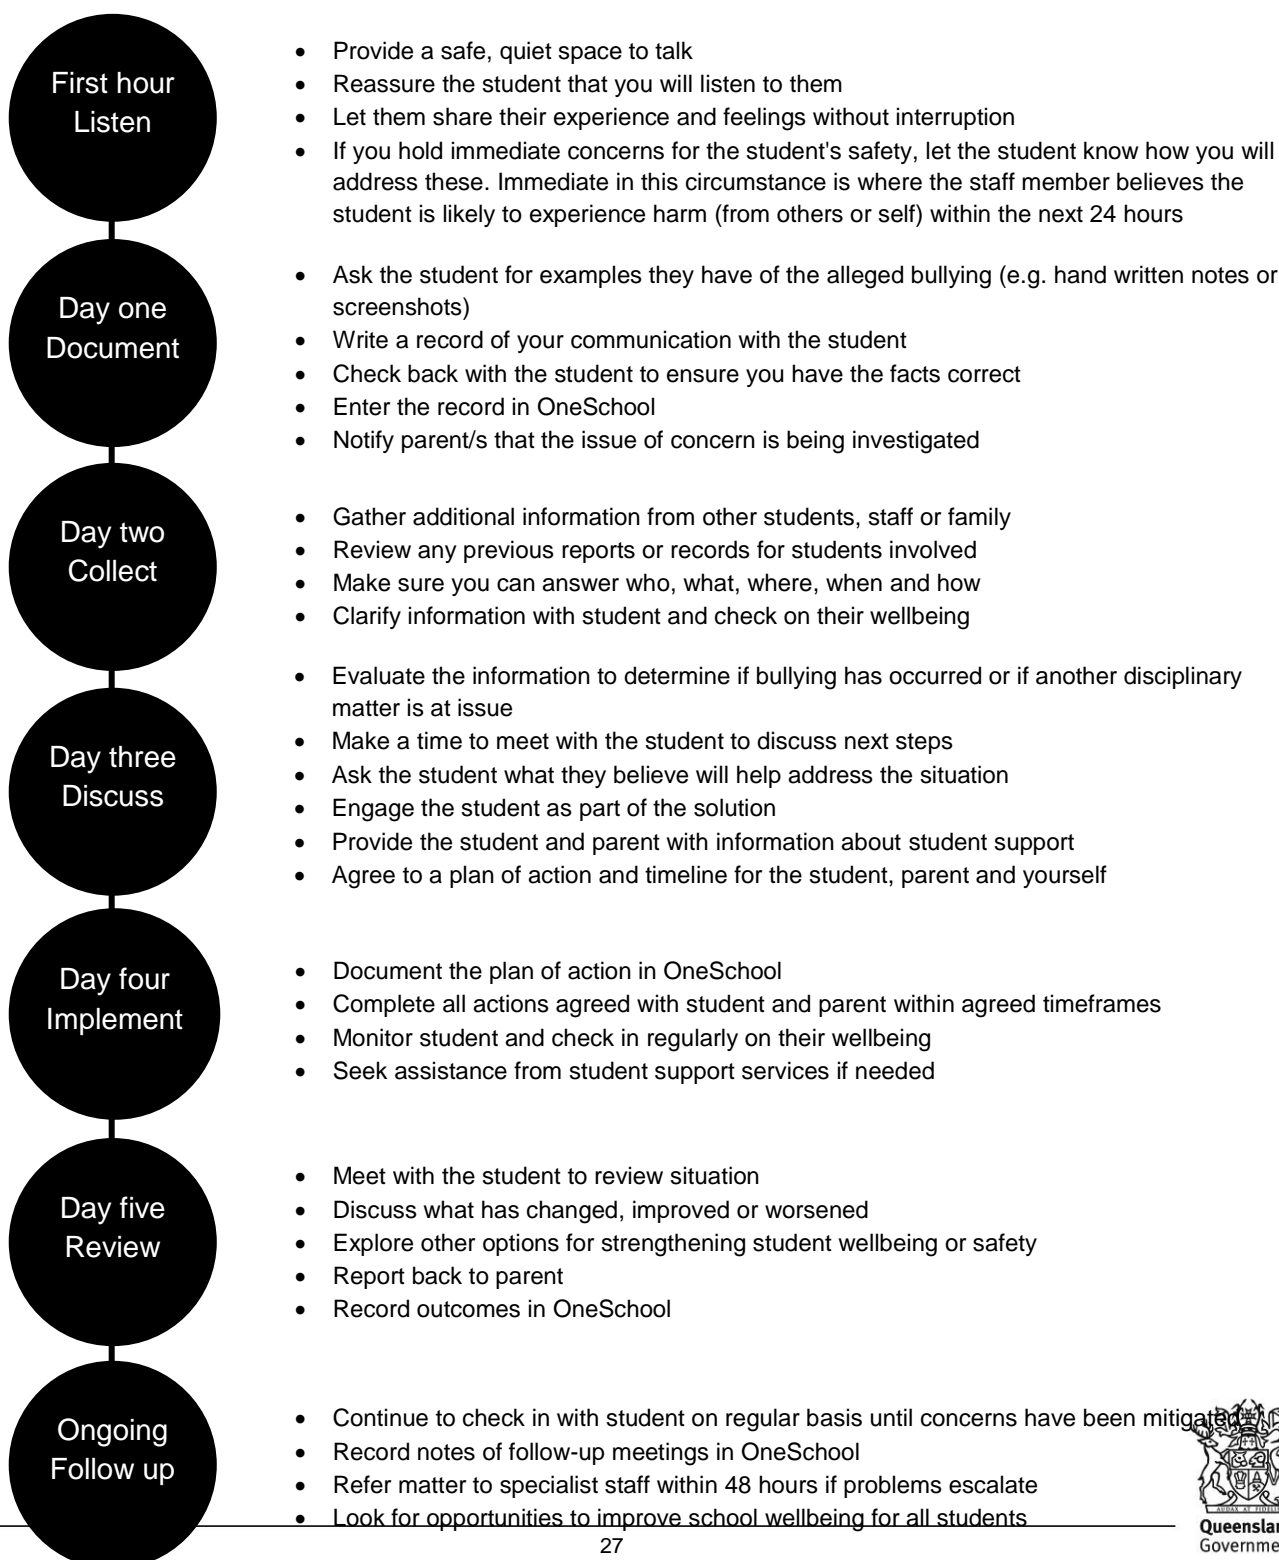 First hour
Listen
• Provide a safe, quiet space to talk
• Reassure the student that you will listen to them
• Let them share their experience and feelings without interruption
• If you hold immediate concerns for the student's safety, let the student know how you will
address these. Immediate in this circumstance is where the staff member believes the
student is likely to experience harm (from others or self) within the next 24 hours
Day one
Document
• Ask the student for examples they have of the alleged bullying (e.g. hand written notes or
screenshots)
• Write a record of your communication with the student
• Check back with the student to ensure you have the facts correct
• Enter the record in OneSchool
• Notify parent/s that the issue of concern is being investigated
Day two
Collect
• Gather additional information from other students, staff or family
• Review any previous reports or records for students involved
• Make sure you can answer who, what, where, when and how
• Clarify information with student and check on their wellbeing
Day three
Discuss
• Evaluate the information to determine if bullying has occurred or if another disciplinary
matter is at issue
• Make a time to meet with the student to discuss next steps
• Ask the student what they believe will help address the situation
• Engage the student as part of the solution
• Provide the student and parent with information about student support
• Agree to a plan of action and timeline for the student, parent and yourself
Day four
Implement
• Document the plan of action in OneSchool
• Complete all actions agreed with student and parent within agreed timeframes
• Monitor student and check in regularly on their wellbeing
• Seek assistance from student support services if needed
Day five
Review
• Meet with the student to review situation
• Discuss what has changed, improved or worsened
• Explore other options for strengthening student wellbeing or safety
• Report back to parent
• Record outcomes in OneSchool
Ongoing
Follow up
• Continue to check in with student on regular basis until concerns have been mitigated
• Record notes of follow-up meetings in OneSchool
• Refer matter to specialist staff within 48 hours if problems escalate
• Look for opportunities to improve school wellbeing for all students
27